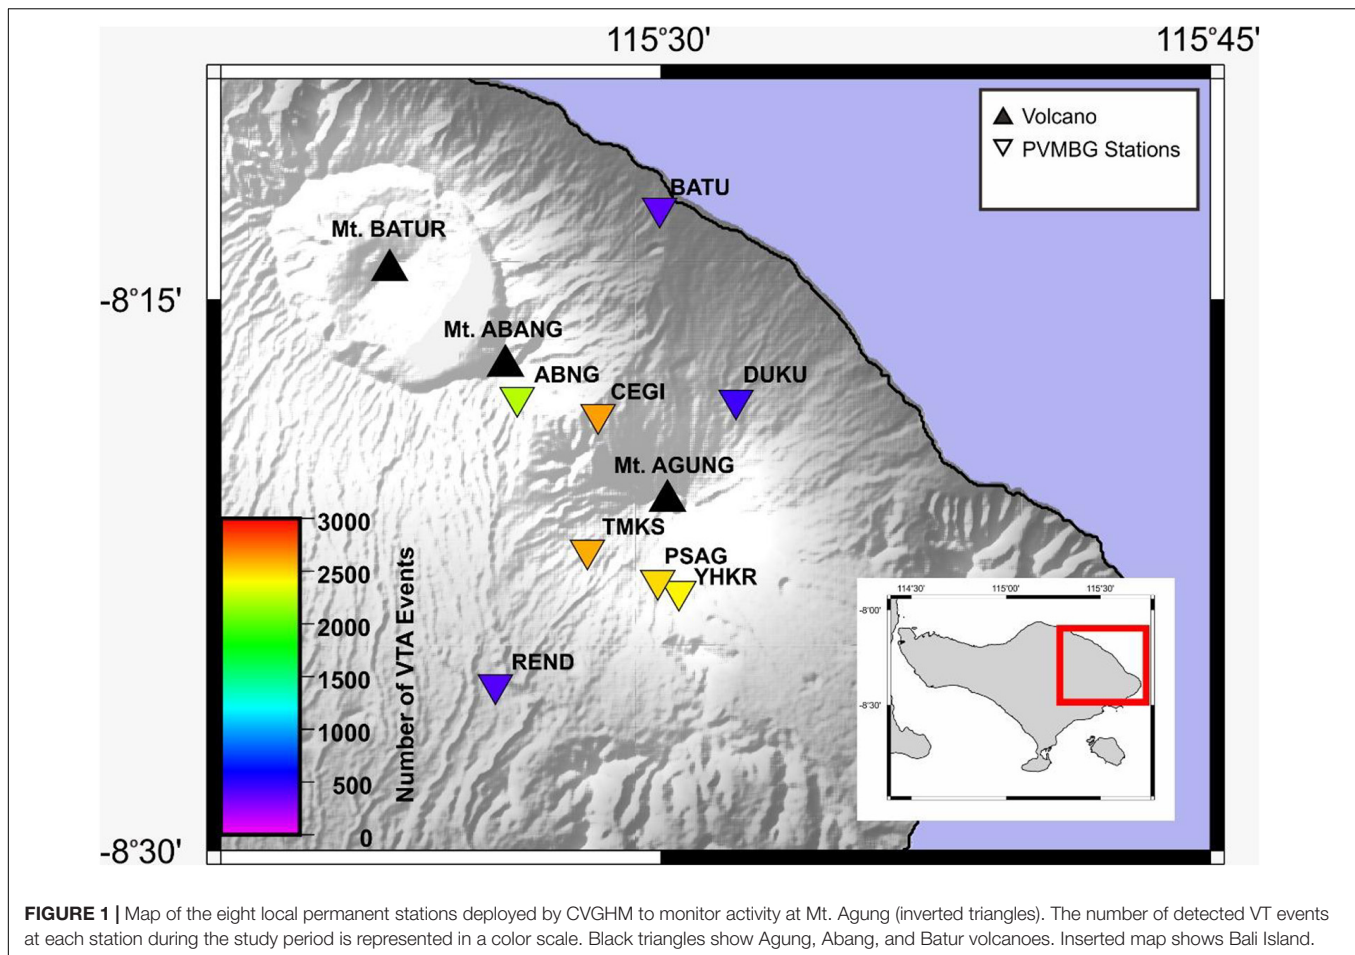 115°30' 115°45'
Volcano
PVMBG Stations
BATU
Mt. BATUR
-8°15'
Mt. ABANG
ABNG
DUKU
CEGI
Mt. AGUNG
TMKS
PSAG
YHKR
REND
3000
2500
2000
1500
1000
500
0
Number of VTA Events
-8°30'
114°30' 115°00' 115°30'
-8°00'
-8°30'
FIGURE 1 | Map of the eight local permanent stations deployed by CVGHM to monitor activity at Mt. Agung (inverted triangles). The number of detected VT events
at each station during the study period is represented in a color scale. Black triangles show Agung, Abang, and Batur volcanoes. Inserted map shows Bali Island.